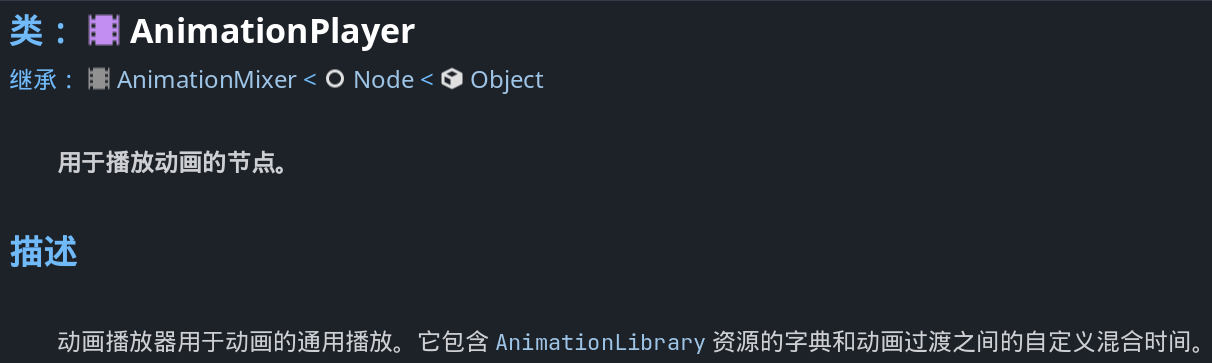 类： AnimationPlayer
继承： AnimationMixer < Node < Object
用于播放动画的节点。
描述
动画播放器用于动画的通用播放。它包含 AnimationLibrary 资源的字典和动画过渡之间的自定义混合时间。